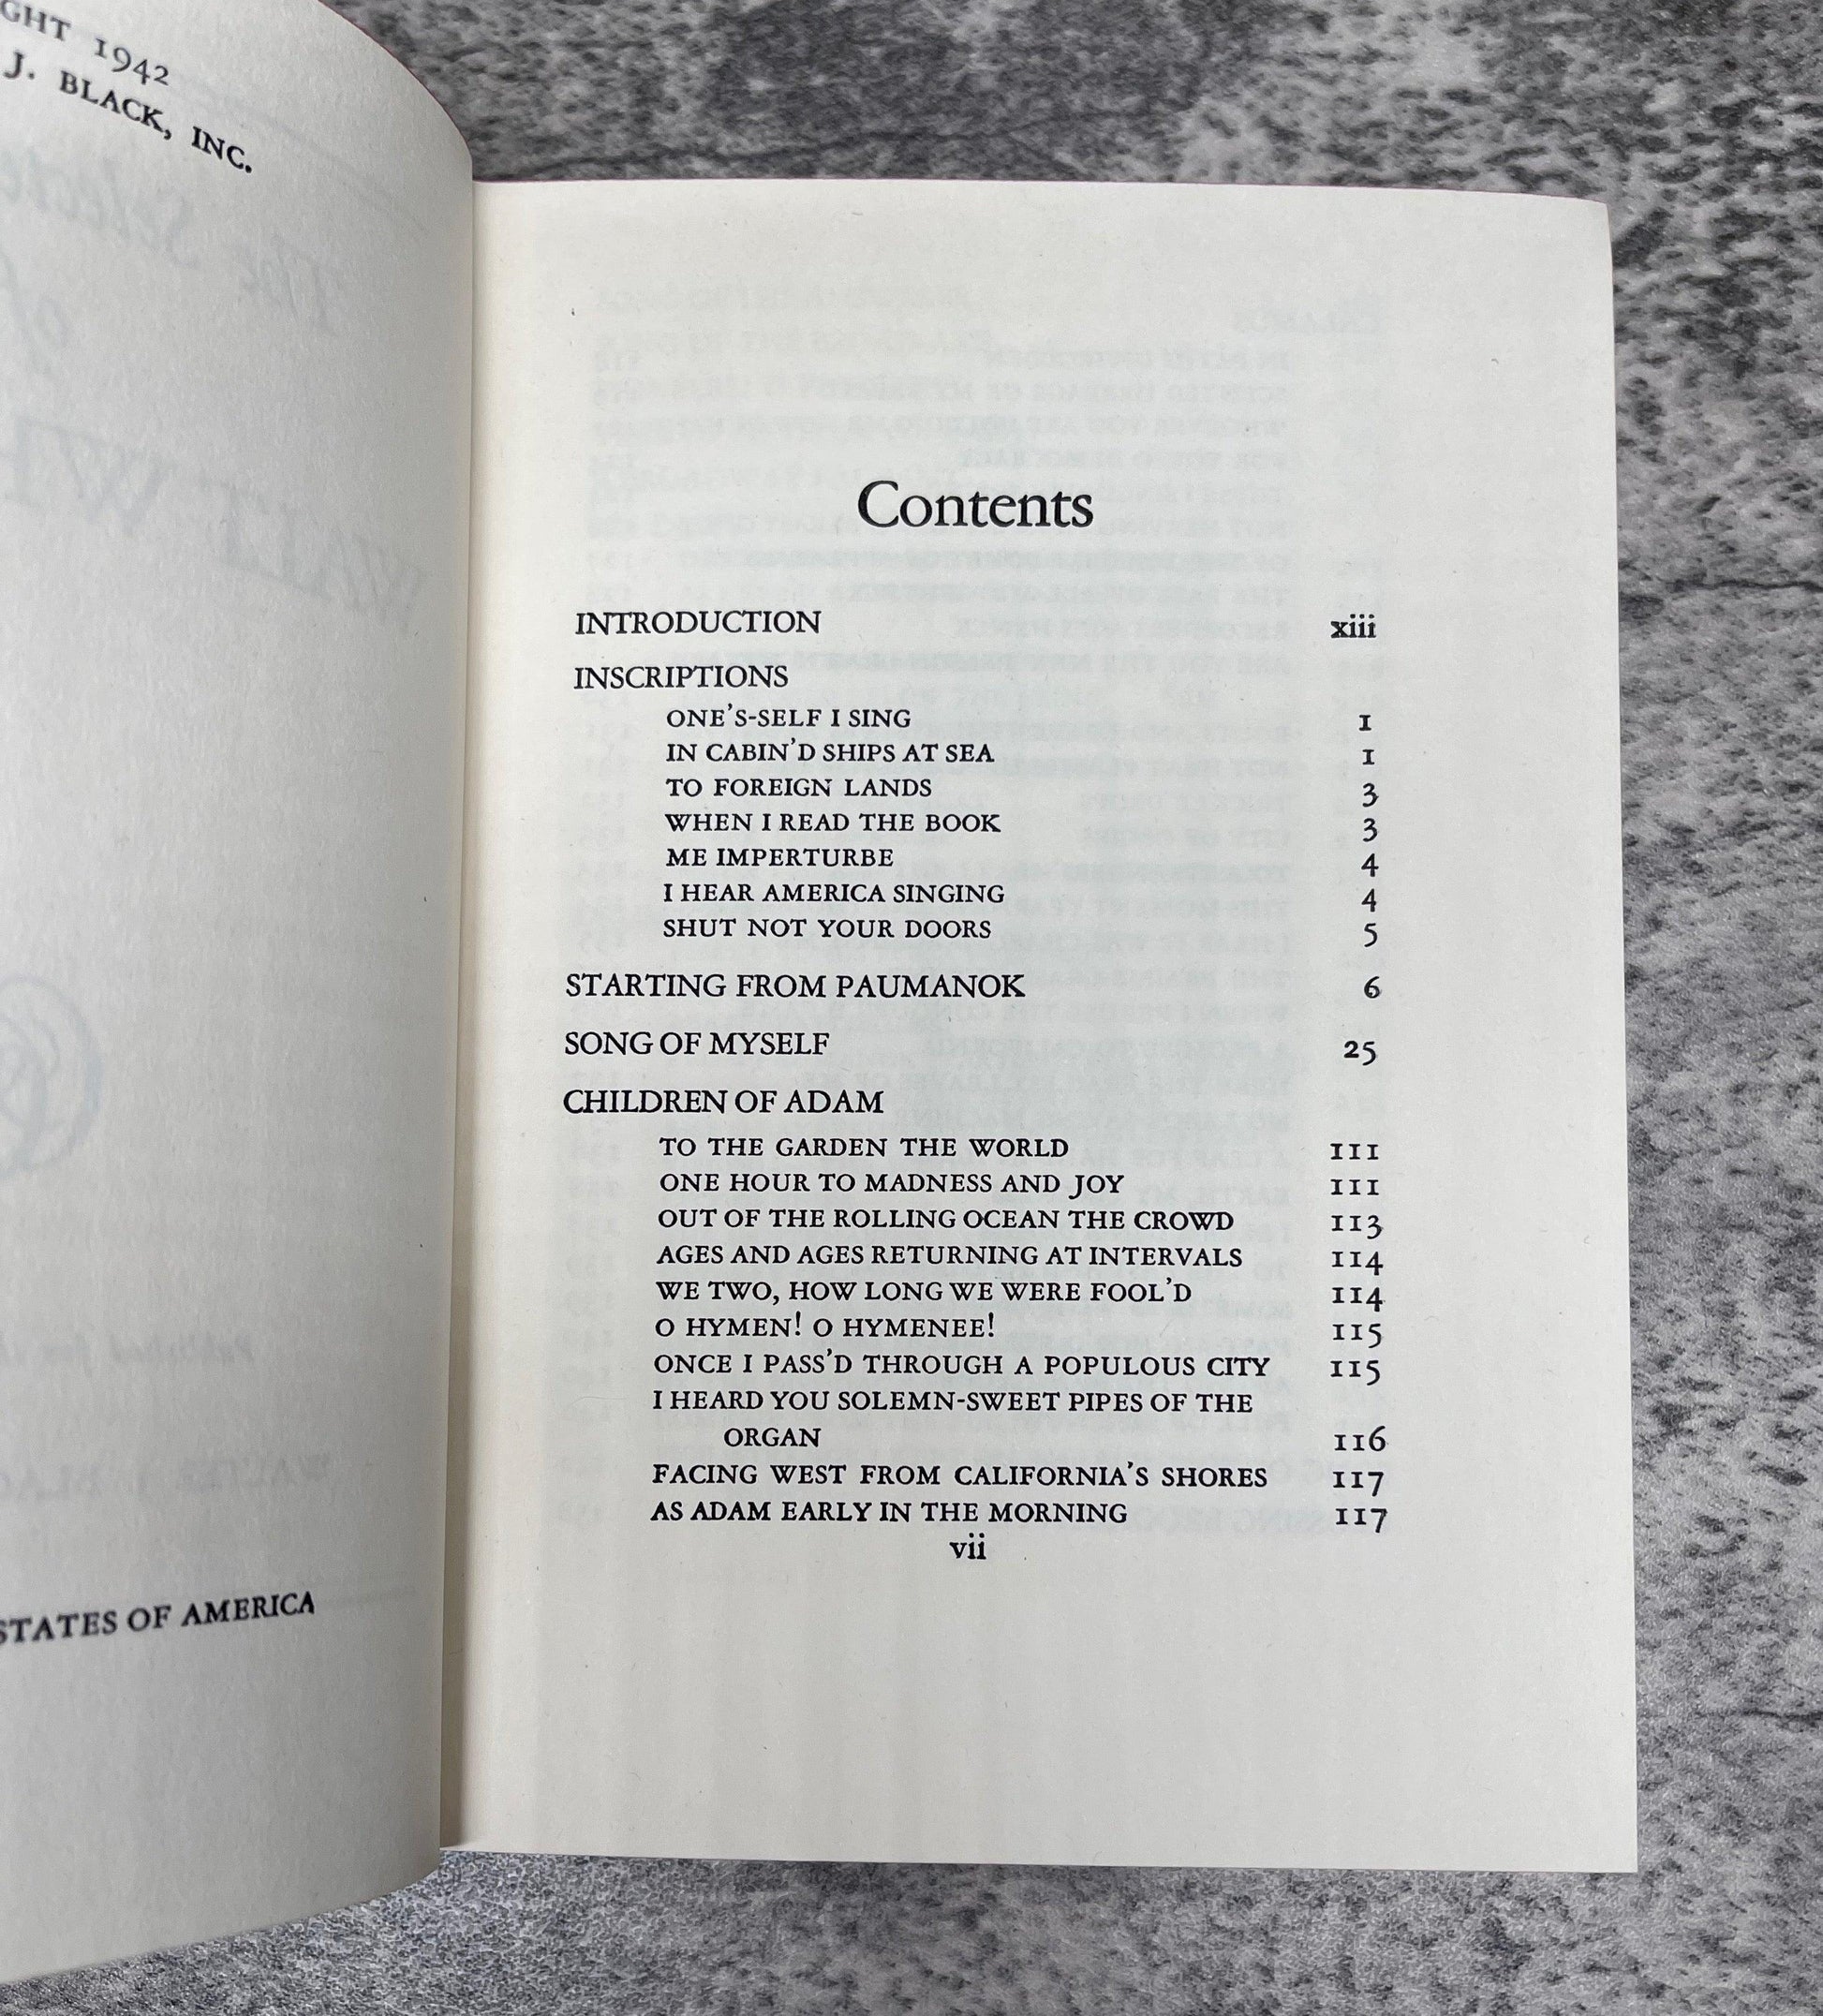 GHT 1942
J. BLACK, INC.
STATES OF AMERICA
Contents
INTRODUCTION xiii
INSCRIPTIONS
ONE'S-SELF I SING 1
IN CABIN'D SHIPS AT SEA 1
TO FOREIGN LANDS 3
WHEN I READ THE BOOK 3
ME IMPERTURBE 4
I HEAR AMERICA SINGING 4
SHUT NOT YOUR DOORS 5
STARTING FROM PAUMANOK 6
SONG OF MYSELF 25
CHILDREN OF ADAM
TO THE GARDEN THE WORLD 111
ONE HOUR TO MADNESS AND JOY 111
OUT OF THE ROLLING OCEAN THE CROWD 113
AGES AND AGES RETURNING AT INTERVALS 114
WE TWO, HOW LONG WE WERE FOOL'D 114
O HYMEN! O HYMENEE! 115
ONCE I PASS'D THROUGH A POPULOUS CITY 115
I HEARD YOU SOLEMN-SWEET PIPES OF THE
ORGAN 116
FACING WEST FROM CALIFORNIA'S SHORES 117
AS ADAM EARLY IN THE MORNING 117
vii